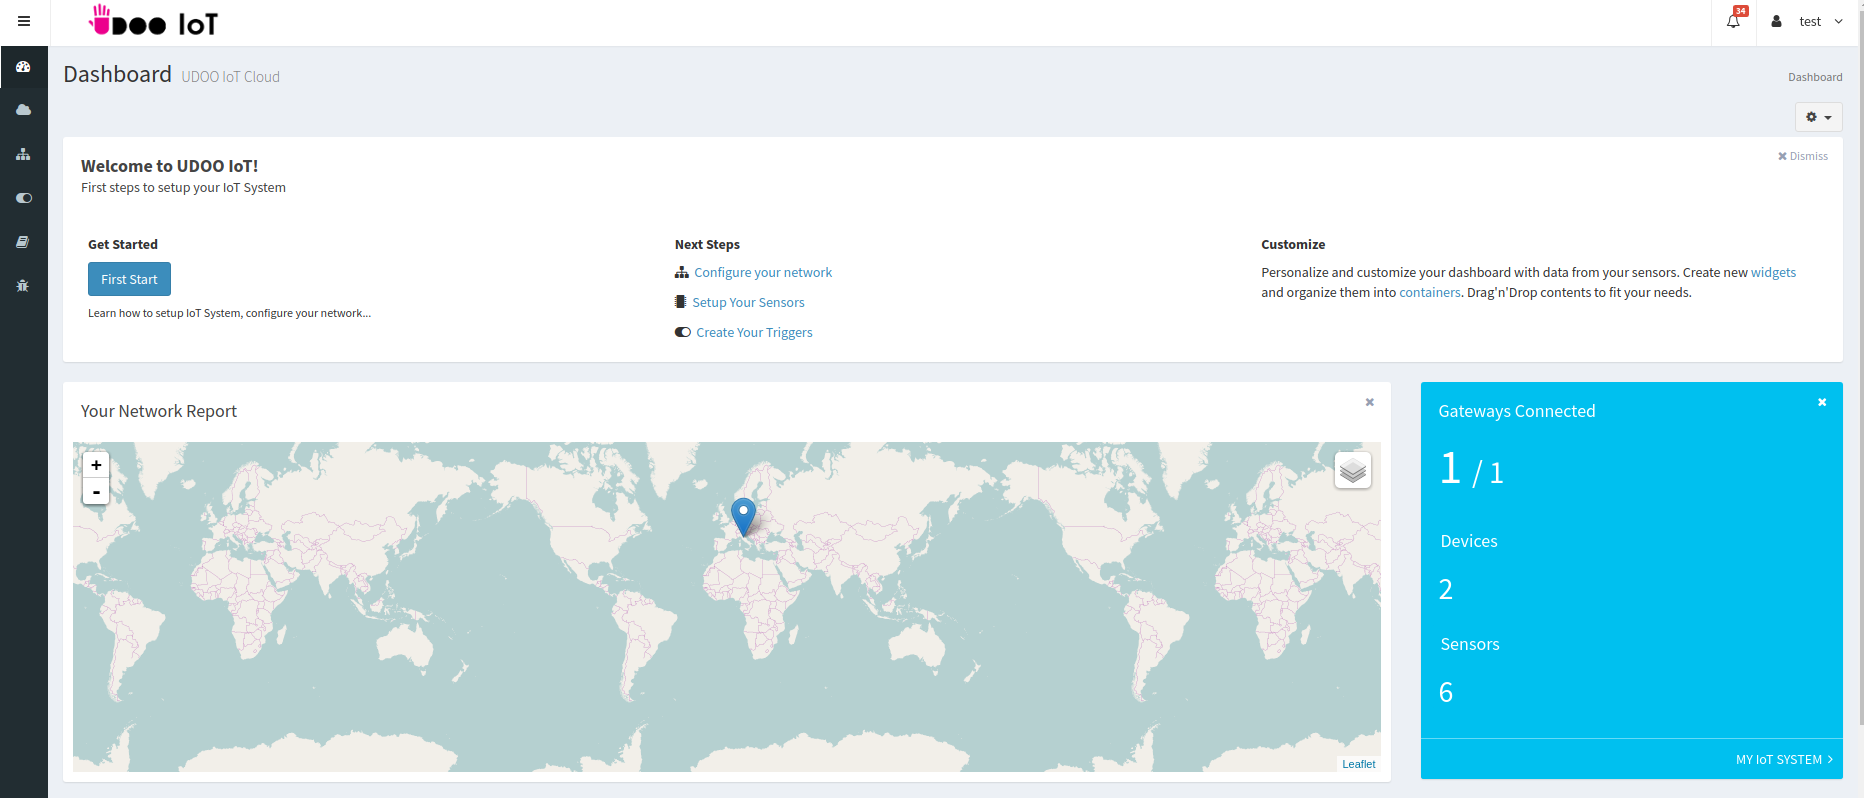 UDOO IoT
34
test
Dashboard UDOO IoT Cloud
Dashboard
Welcome to UDOO IoT!
Dismiss
First steps to setup your IoT System
Get Started
First Start
Learn how to setup IoT System, configure your network...
Next Steps
Configure your network
Setup Your Sensors
Create Your Triggers
Customize
Personalize and customize your dashboard with data from your sensors. Create new widgets
and organize them into containers. Drag'n'Drop contents to fit your needs.
Your Network Report
+
-
Leaflet
Gateways Connected
1 / 1
Devices
2
Sensors
6
MY IoT SYSTEM